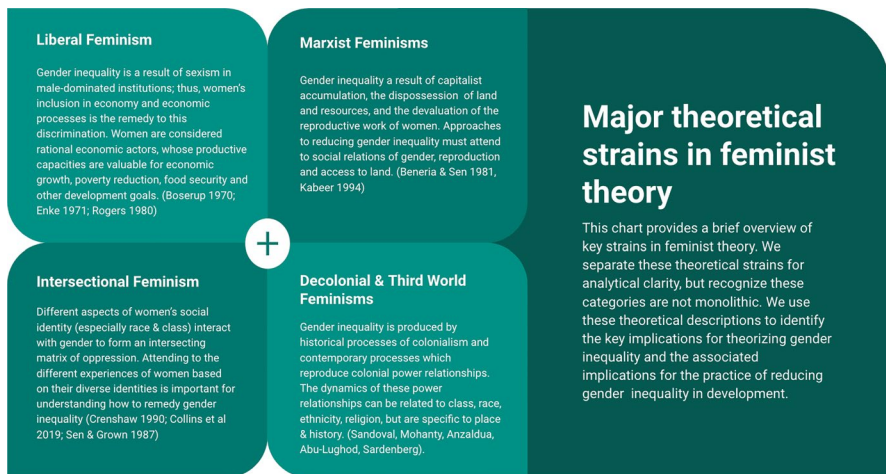 Liberal Feminism
Gender inequality is a result of sexism in
male-dominated institutions; thus, women's
inclusion in economy and economic
processes is the remedy to this
discrimination. Women are considered
rational economic actors, whose productive
capacities are valuable for economic
growth, poverty reduction, food security and
other development goals. (Boserup 1970;
Enke 1971; Rogers 1980)
Marxist Feminisms
Gender inequality a result of capitalist
accumulation, the dispossession of land
and resources, and the devaluation of the
reproductive work of women. Approaches
to reducing gender inequality must attend
to social relations of gender, reproduction
and access to land. (Beneria & Sen 1981,
Kabeer 1994)
Intersectional Feminism
Different aspects of women's social
identity (especially race & class) interact
with gender to form an intersecting
matrix of oppression. Attending to the
different experiences of women based
on their diverse identities is important for
understanding how to remedy gender
inequality (Crenshaw 1990; Collins et al
2019; Sen & Grown 1987)
Decolonial & Third World
Feminisms
Gender inequality is produced by
historical processes of colonialism and
contemporary processes which
reproduce colonial power relationships.
The dynamics of these power
relationships can be related to class, race,
ethnicity, religion, but are specific to place
& history. (Sandoval, Mohanty, Anzaldua,
Abu-Lughod, Sardenberg).
+
Major theoretical
strains in feminist
theory
This chart provides a brief overview of
key strains in feminist theory. We
separate these theoretical strains for
analytical clarity, but recognize these
categories are not monolithic. We use
these theoretical descriptions to identify
the key implications for theorizing gender
inequality and the associated
implications for the practice of reducing
gender inequality in development.